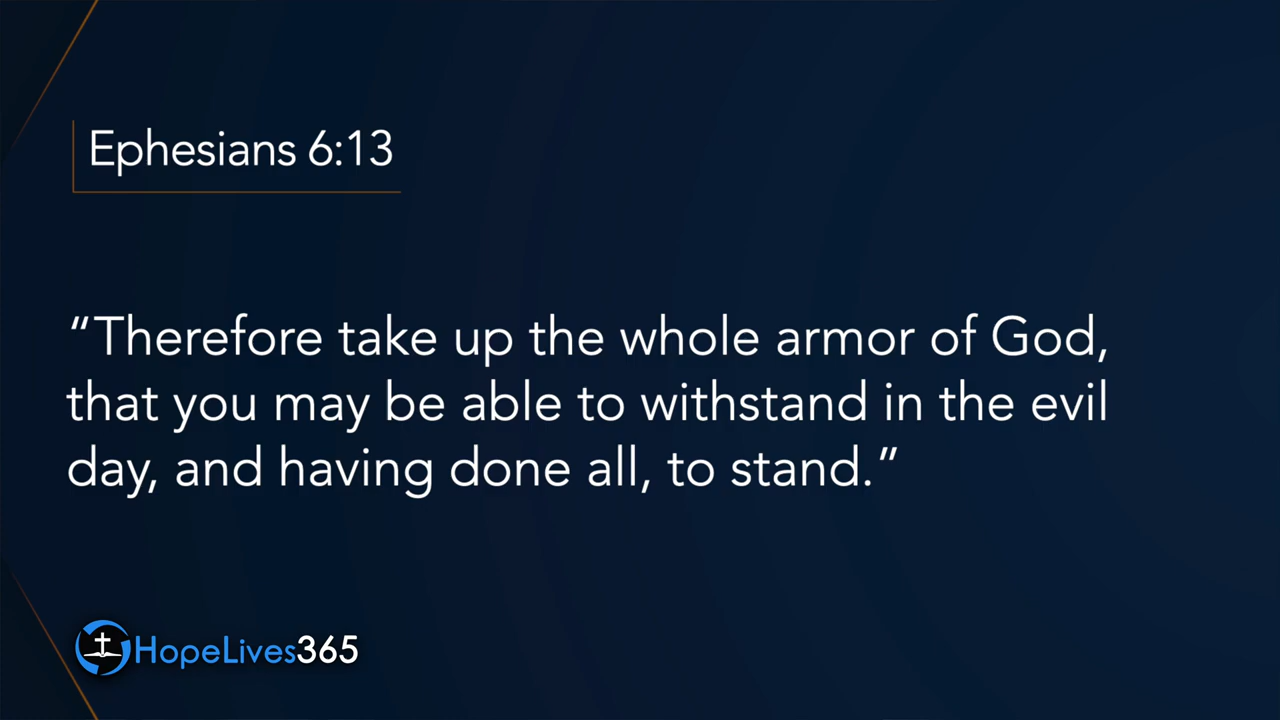 Ephesians 6:13
“Therefore take up the whole armor of God,
that you may be able to withstand in the evil
day, and having done all, to stand.”
HopeLives365